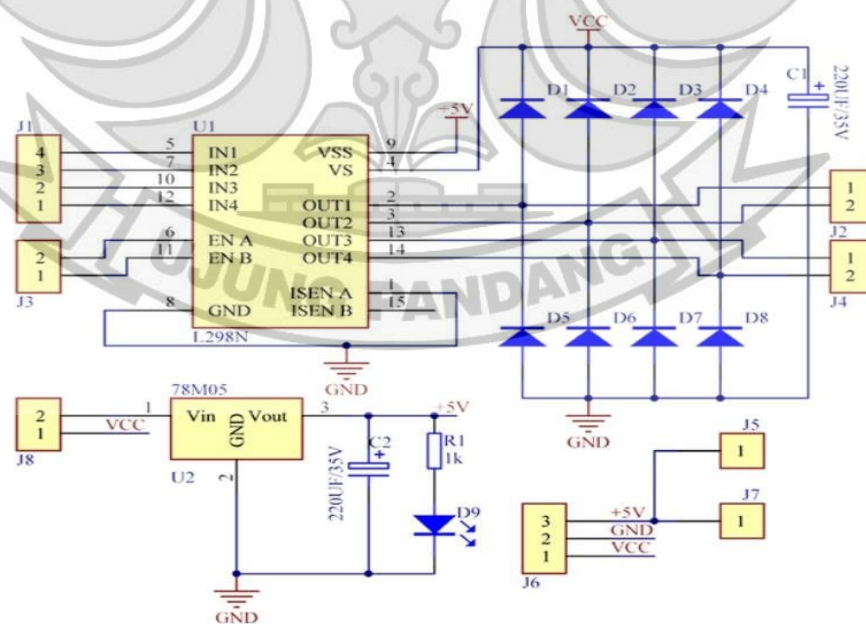 VCC
D1 D2 D3 D4
C1 +
220UF/35V
+5V
J1
4
3
2
1
U1
5 IN1
7 IN2
10 IN3
12 IN4
6 EN A
11 EN B
8 GND
VSS 9
VS 4
OUT1 2
OUT2 3
OUT3 13
OUT4 14
ISEN A 1
ISEN B 15
L298N
2
1
J3
1
2
J2
1
2
J4
UJUNG PANDANG
D5 D6 D7 D8
GND
GND
78M05
2
1
J8
VCC
1 Vin Vout 3
GND
2
U2
+5V
C2
+
220UF/35V
R1
1k
D9
GND
J5
1
J7
1
3 +5V
2 GND
1 VCC
J6